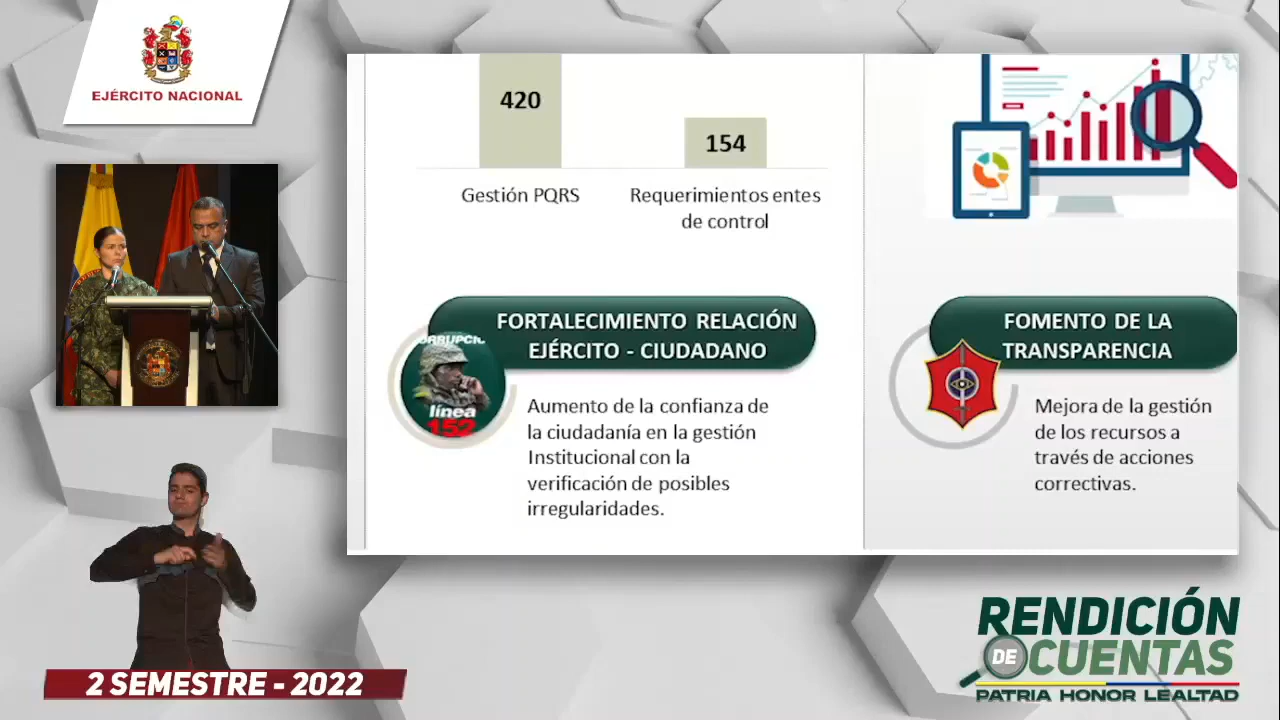 EJÉRCITO NACIONAL
420
154
Gestión PQRS
Requerimientos entes
de control
FORTALECIMIENTO RELACIÓN
EJÉRCITO - CIUDADANO
línea
152
Aumento de la confianza de
la ciudadanía en la gestión
Institucional con la
verificación de posibles
irregularidades.
FOMENTO DE LA
TRANSPARENCIA
Mejora de la gestión
de los recursos a
través de acciones
correctivas.
2 SEMESTRE - 2022
RENDICIÓN
DE CUENTAS
PATRIA HONOR LEALTAD